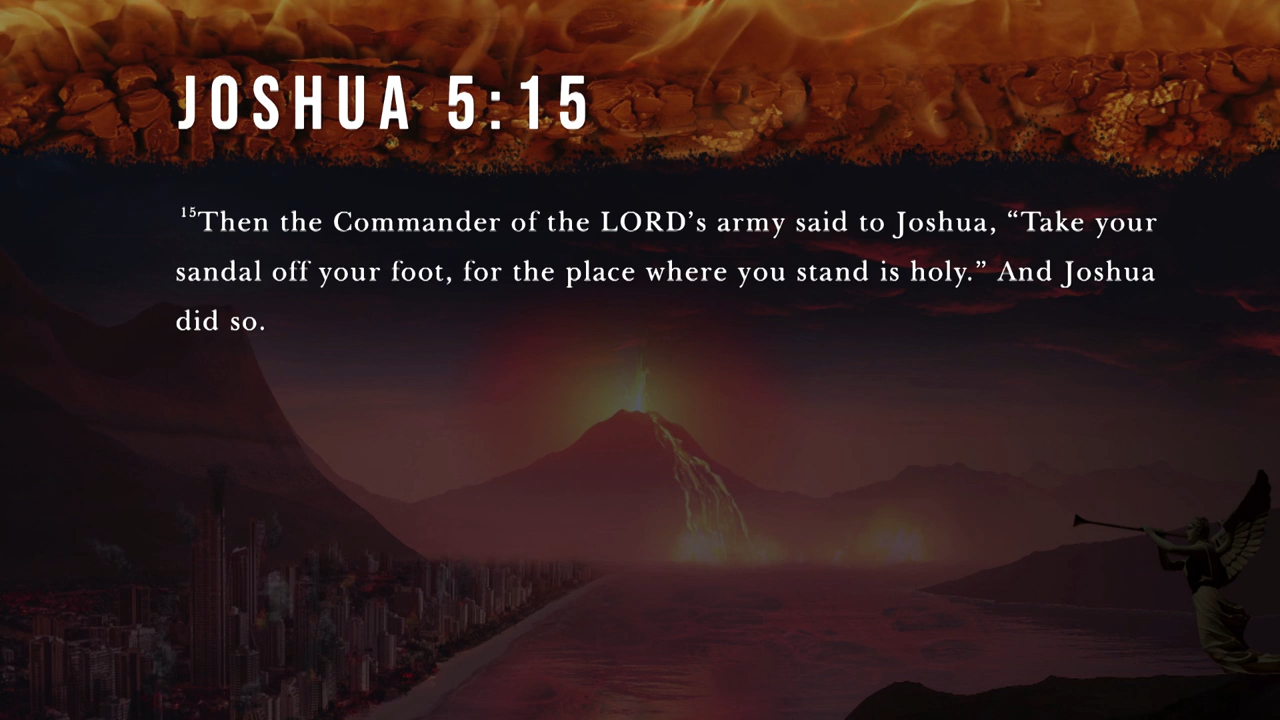 JOSHUA 5:15
15Then the Commander of the LORD’s army said to Joshua, “Take your
sandal off your foot, for the place where you stand is holy.” And Joshua
did so.